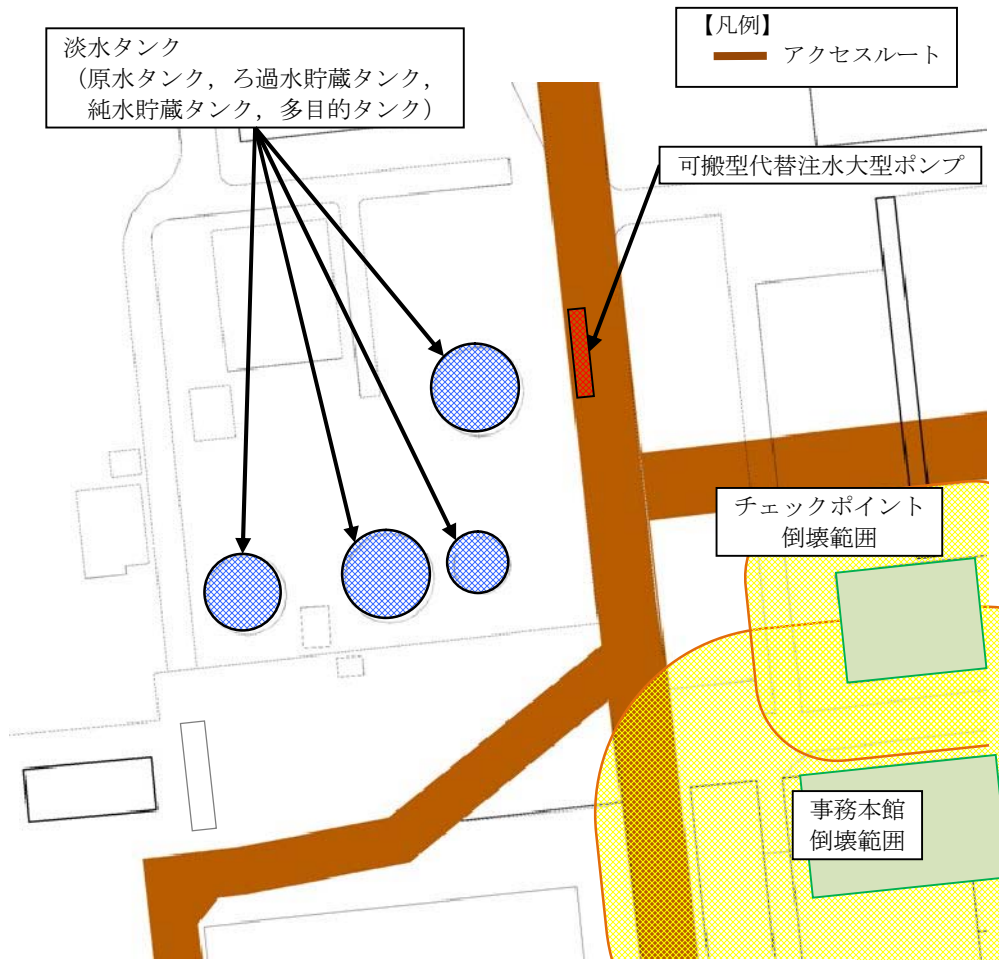 淡水タンク
（原水タンク，ろ過水貯蔵タンク，
純水貯蔵タンク，多目的タンク）
【凡例】
アクセスルート
可搬型代替注水大型ポンプ
チェックポイント
倒壊範囲
事務本館
倒壊範囲